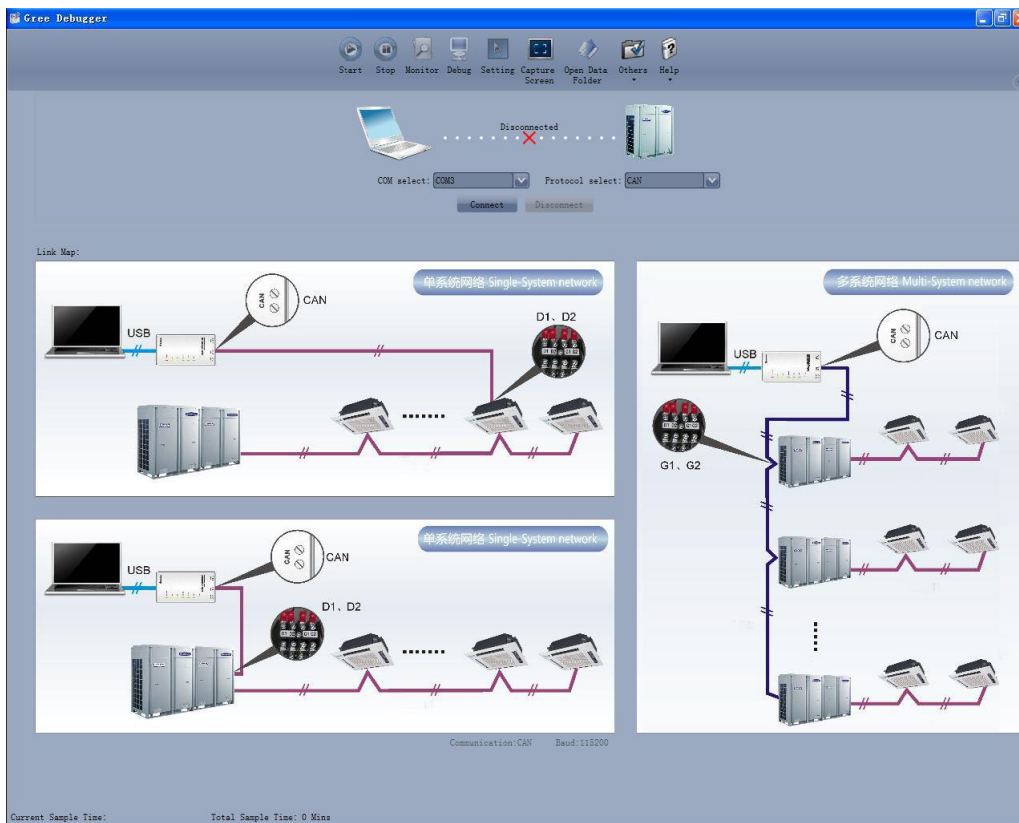 Gree Debugger
Start Stop Monitor Debug Setting Capture Screen Open Data Folder Others Help
Disconnected
COM select: COM3 Protocol select: CAN
Connect Disconnect
Link Map:
单系统网络 Single-System network
CAN
CAN
USB
D1、D2
单系统网络 Single-System network
CAN
CAN
USB
D1、D2
多系统网络 Multi-System network
CAN
CAN
USB
G1、G2
Communication:CAN Baud:115200
Current Sample Time: Total Sample Time: 0 Mins